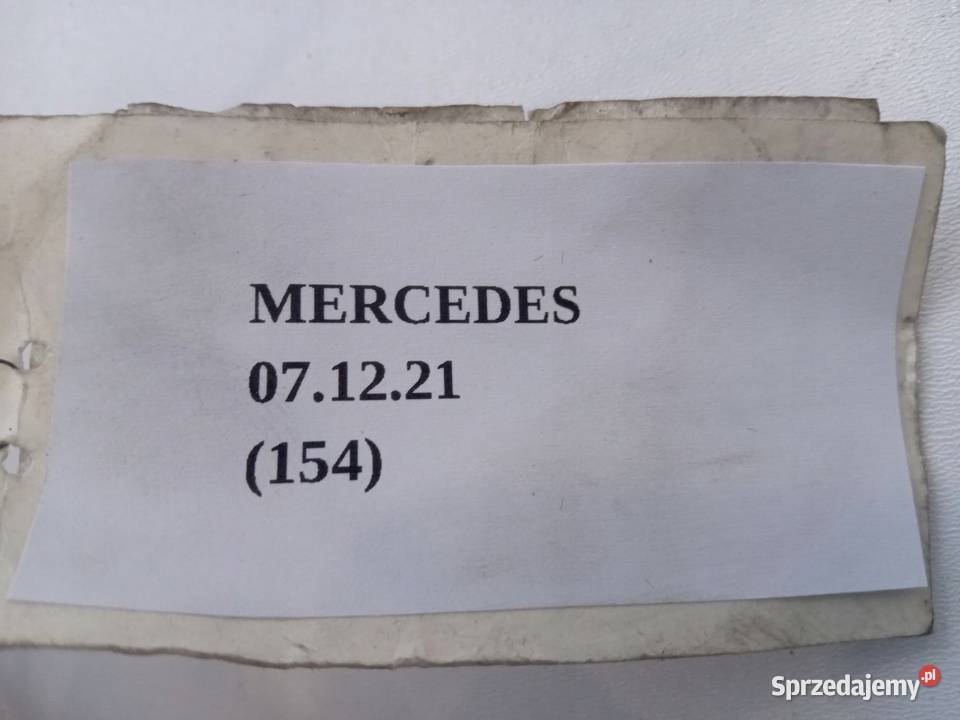 MERCEDES
07.12.21
(154)
Sprzedajemy.pl